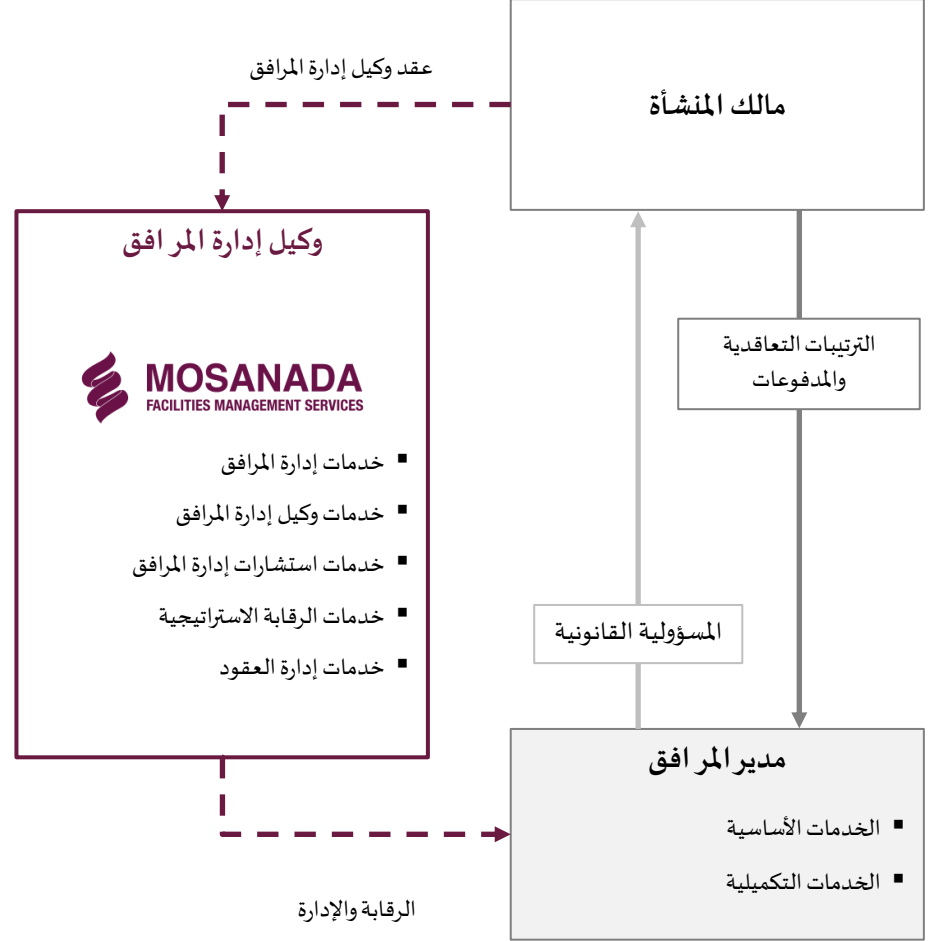 عقد وكيل إدارة المرافق
مالك المنشأة
وكيل إدارة المرافق
MOSANADA
FACILITIES MANAGEMENT SERVICES
▪ خدمات إدارة المرافق
▪ خدمات وكيل إدارة المرافق
▪ خدمات استشارات إدارة المرافق
▪ خدمات الرقابة الاستراتيجية
▪ خدمات إدارة العقود
الترتيبات التعاقدية
والمدفوعات
المسؤولية القانونية
مدير المرافق
▪ الخدمات الأساسية
▪ الخدمات التكميلية
الرقابة والإدارة